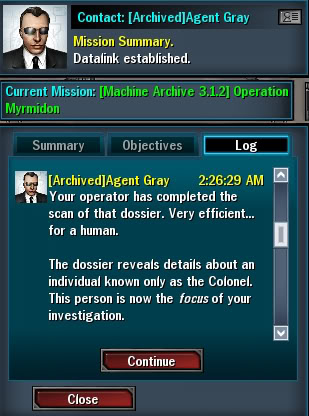 Contact: [Archived]Agent Gray
Mission Summary.
Datalink established.
Current Mission: [Machine Archive 3.1.2] Operation
Myrmidon
Summary
Objectives
Log
[Archived]Agent Gray 2:26:29 AM
Your operator has completed the
scan of that dossier. Very efficient...
for a human.
The dossier reveals details about an
individual known only as the Colonel.
This person is now the focus of your
investigation.
Continue
Close